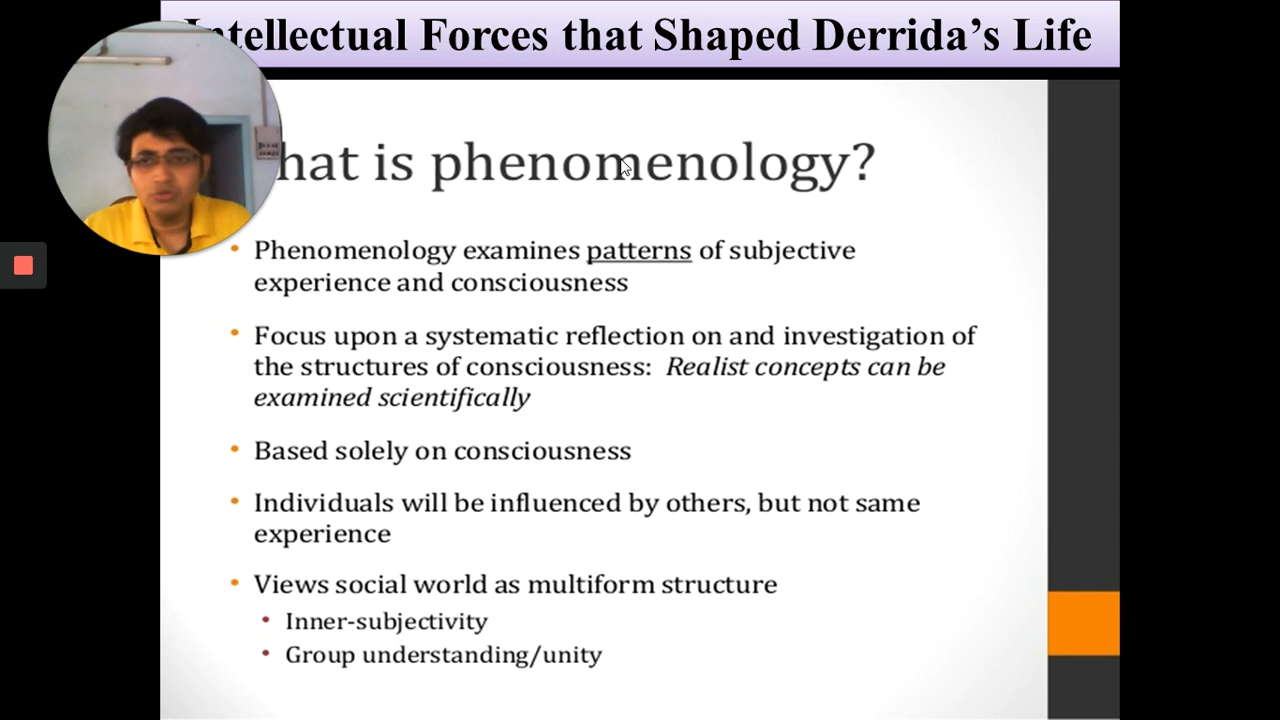 Intellectual Forces that Shaped Derrida's Life
hat is phenomenology?
• Phenomenology examines patterns of subjective
experience and consciousness
• Focus upon a systematic reflection on and investigation of
the structures of consciousness: Realist concepts can be
examined scientifically
• Based solely on consciousness
• Individuals will be influenced by others, but not same
experience
• Views social world as multiform structure
• Inner-subjectivity
• Group understanding/unity